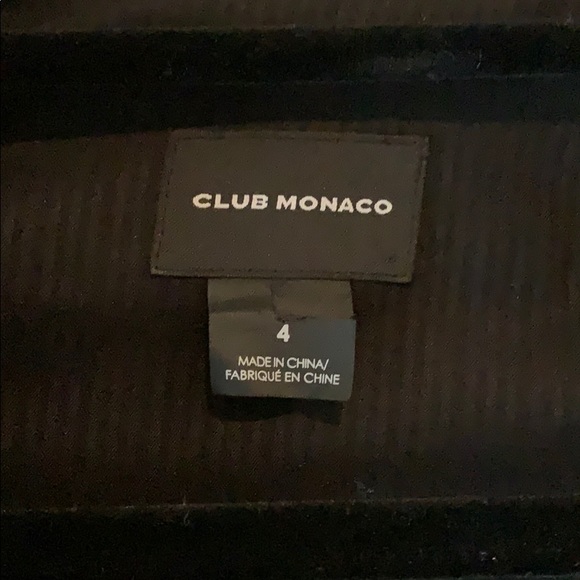 CLUB MONACO
4
MADE IN CHINA/
FABRIQUÉ EN CHINE